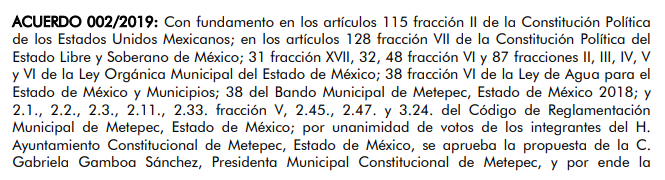 ACUERDO 002/2019: Con fundamento en los artículos 115 fracción II de la Constitución Política
de los Estados Unidos Mexicanos; en los artículos 128 fracción VII de la Constitución Política del
Estado Libre y Soberano de México; 31 fracción XVII, 32, 48 fracción VI y 87 fracciones II, III, IV, V
y VI de la Ley Orgánica Municipal del Estado de México; 38 fracción VI de la Ley de Agua para el
Estado de México y Municipios; 38 del Bando Municipal de Metepec, Estado de México 2018; y
2.1., 2.2., 2.3., 2.11., 2.33. fracción V, 2.45., 2.47. y 3.24. del Código de Reglamentación
Municipal de Metepec, Estado de México; por unanimidad de votos de los integrantes del H.
Ayuntamiento Constitucional de Metepec, Estado de México, se aprueba la propuesta de la C.
Gabriela Gamboa Sánchez, Presidenta Municipal Constitucional de Metepec, y por ende la